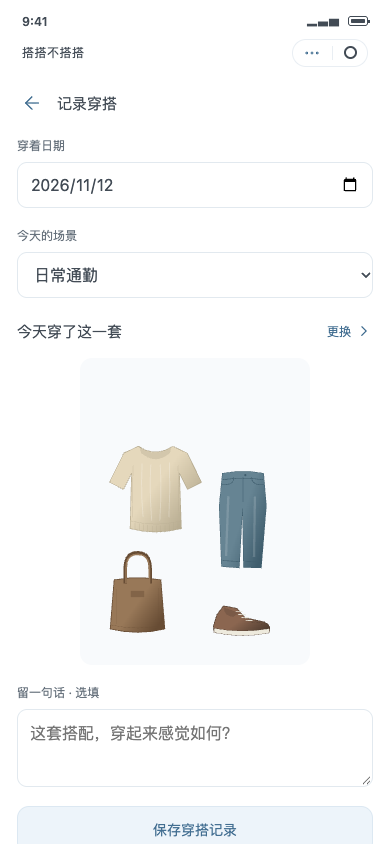 9:41
搭搭不搭搭
记录穿搭
穿着日期
2026/11/12
今天的场景
日常通勤
今天穿了这一套
更换
留一句话 · 选填
这套搭配，穿起来感觉如何？
保存穿搭记录